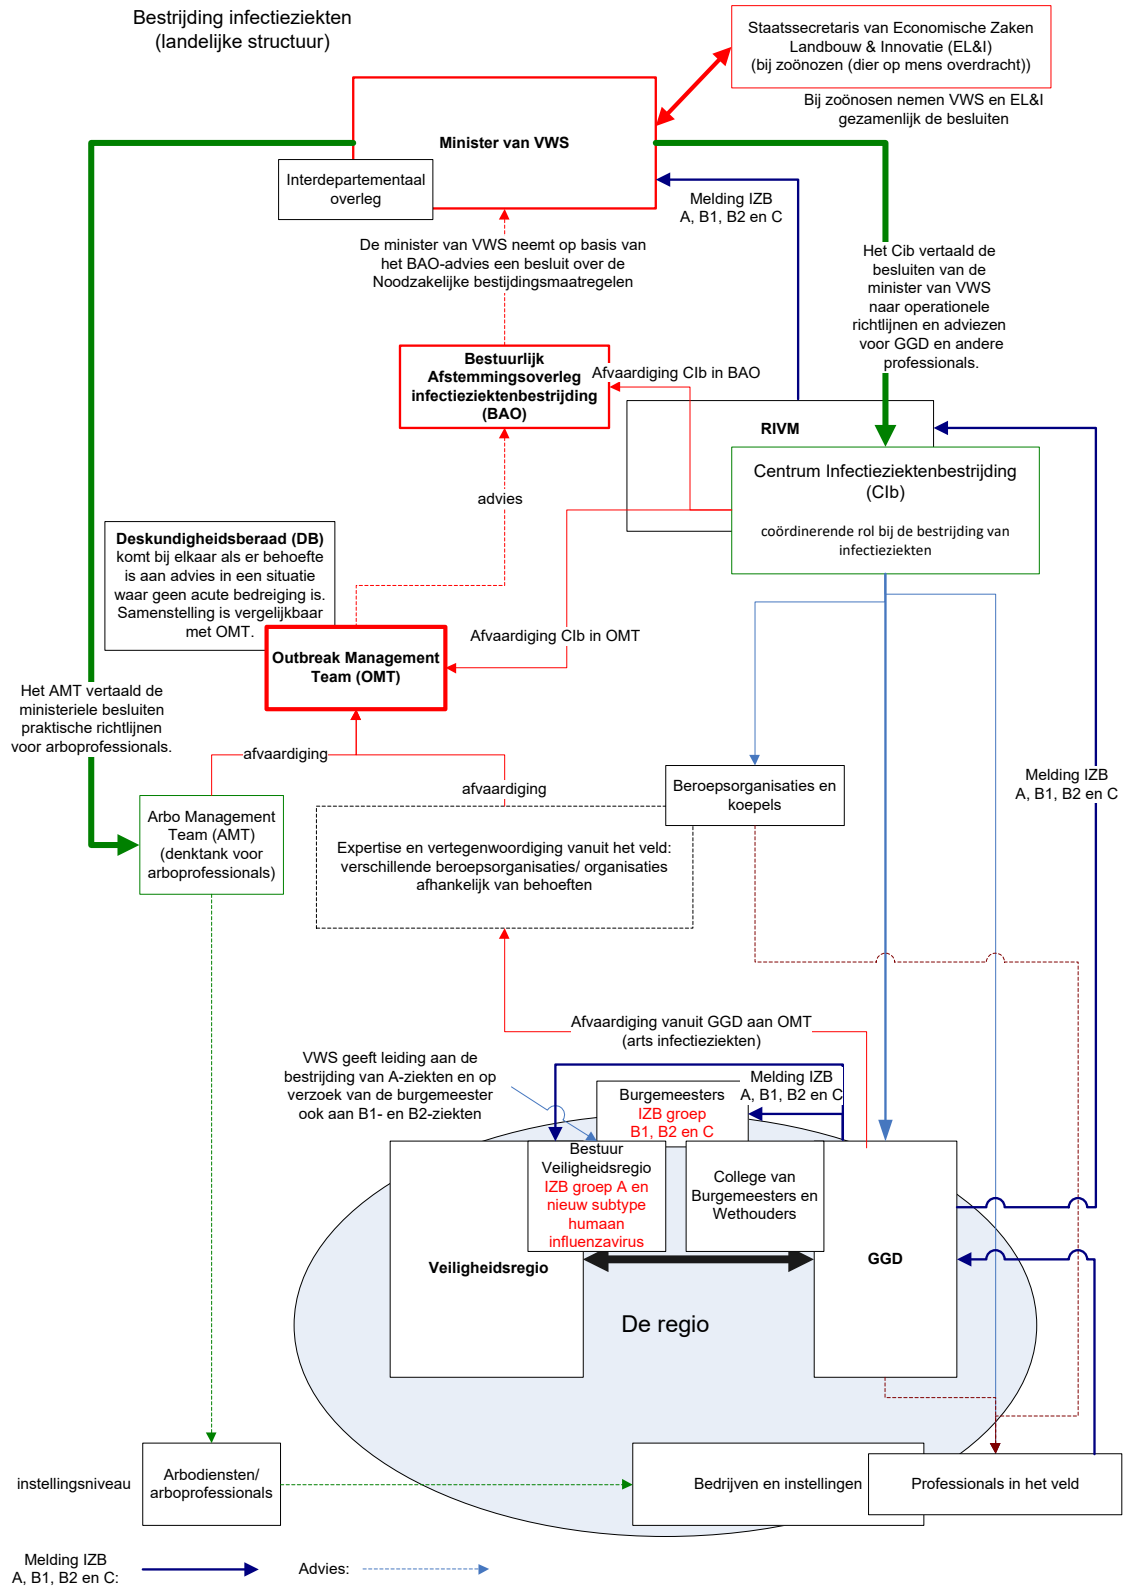 Bestrijding infectieziekten
(landelijke structuur)
Staatssecretaris van Economische Zaken
Landbouw & Innovatie (EL&I)
(bij zoönozen (dier op mens overdracht))
Bij zoönosen nemen VWS en EL&I
gezamenlijk de besluiten
Minister van VWS
Interdepartementaal
overleg
Melding IZB
A, B1, B2 en C
De minister van VWS neemt op basis van
het BAO-advies een besluit over de
Noodzakelijke bestijdingsmaatregelen
Het Cib vertaald de
besluiten van de
minister van VWS
naar operationele
richtlijnen en adviezen
voor GGD en andere
professionals.
Bestuurlijk
Afstemmingsoverleg
infectieziektenbestrijding
(BAO)
Afvaardiging CIb in BAO
RIVM
Centrum Infectieziektenbestrijding
(CIb)
coördinerende rol bij de bestrijding van
infectieziekten
advies
Deskundigheidsberaad (DB)
komt bij elkaar als er behoefte
is aan advies in een situatie
waar geen acute bedreiging is.
Samenstelling is vergelijkbaar
met OMT.
Afvaardiging CIb in OMT
Outbreak Management
Team (OMT)
Het AMT vertaald de
ministeriele besluiten
praktische richtlijnen
voor arboprofessionals.
afvaardiging
afvaardiging
Beroepsorganisaties en
koepels
Melding IZB
A, B1, B2 en C
Arbo Management
Team (AMT)
(denktank voor
arboprofessionals)
Expertise en vertegenwoordiging vanuit het veld:
verschillende beroepsorganisaties/ organisaties
afhankelijk van behoeften
Afvaardiging vanuit GGD aan OMT
(arts infectieziekten)
VWS geeft leiding aan de
bestrijding van A-ziekten en op
verzoek van de burgemeester
ook aan B1- en B2-ziekten
Melding IZB
A, B1, B2 en C
Burgemeesters
IZB groep
B1, B2 en C
Bestuur
Veiligheidsregio
IZB groep A en
nieuw subtype
humaan
influenzavirus
College van
Burgemeesters en
Wethouders
Veiligheidsregio
GGD
De regio
instellingsniveau
Arbodiensten/
arboprofessionals
Bedrijven en instellingen
Professionals in het veld
Melding IZB
A, B1, B2 en C:
Advies: